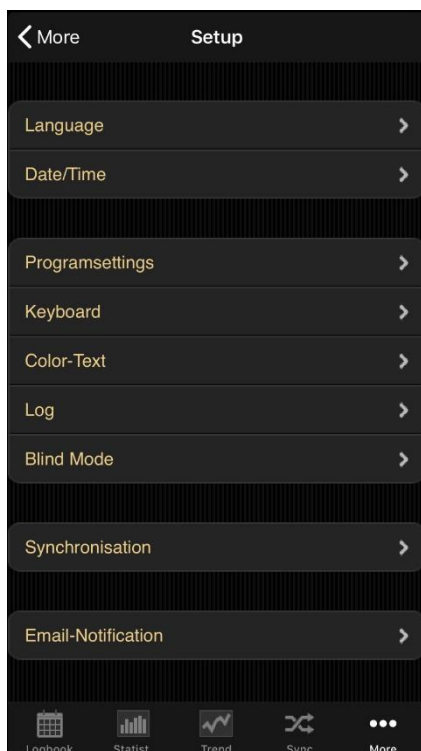 More Setup
Language
Date/Time
Programsettings
Keyboard
Color-Text
Log
Blind Mode
Synchronisation
Email-Notification
Logbook Statist. Trend Sync More